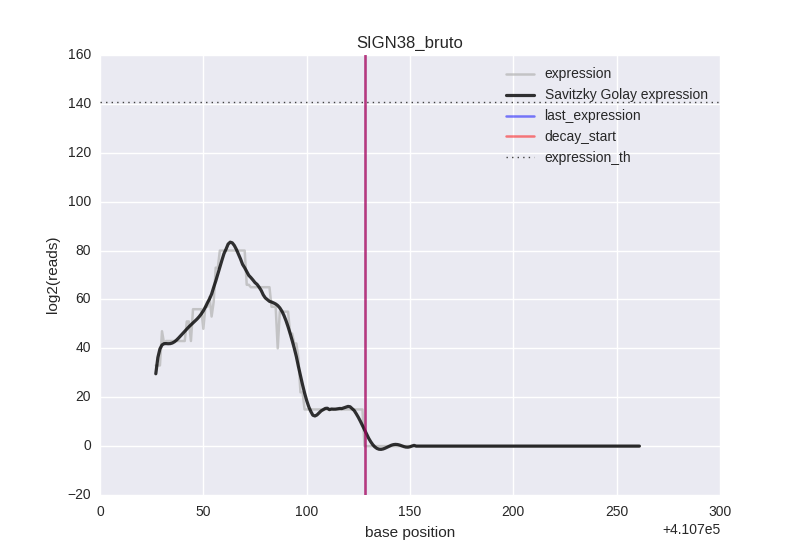 SIGN38_bruto
160
140
120
100
80
60
40
20
0
−20
log2(reads)
expression
Savitzky Golay expression
last_expression
decay_start
expression_th
0 50 100 150 200 250 300
base position
+4.107e5